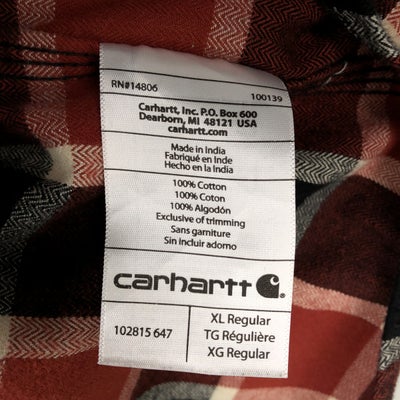 RN#14806 100139
Carhartt, Inc. P.O. Box 600
Dearborn, MI 48121 USA
carhartt.com
Made in India
Fabriqué en Inde
Hecho en la India
100% Cotton
100% Coton
100% Algodón
Exclusive of trimming
Sans garniture
Sin incluir adorno
carhartt
102815 647
XL Regular
TG Régulière
XG Regular